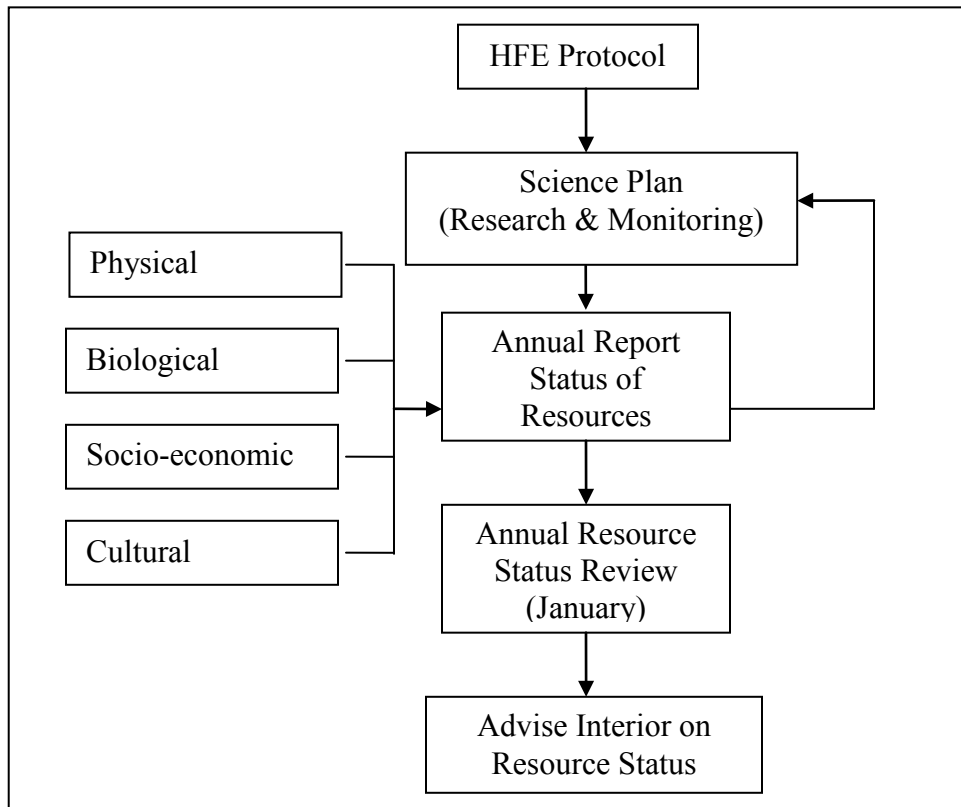 HFE Protocol
Science Plan
(Research & Monitoring)
Physical
Biological
Socio-economic
Cultural
Annual Report
Status of
Resources
Annual Resource
Status Review
(January)
Advise Interior on
Resource Status